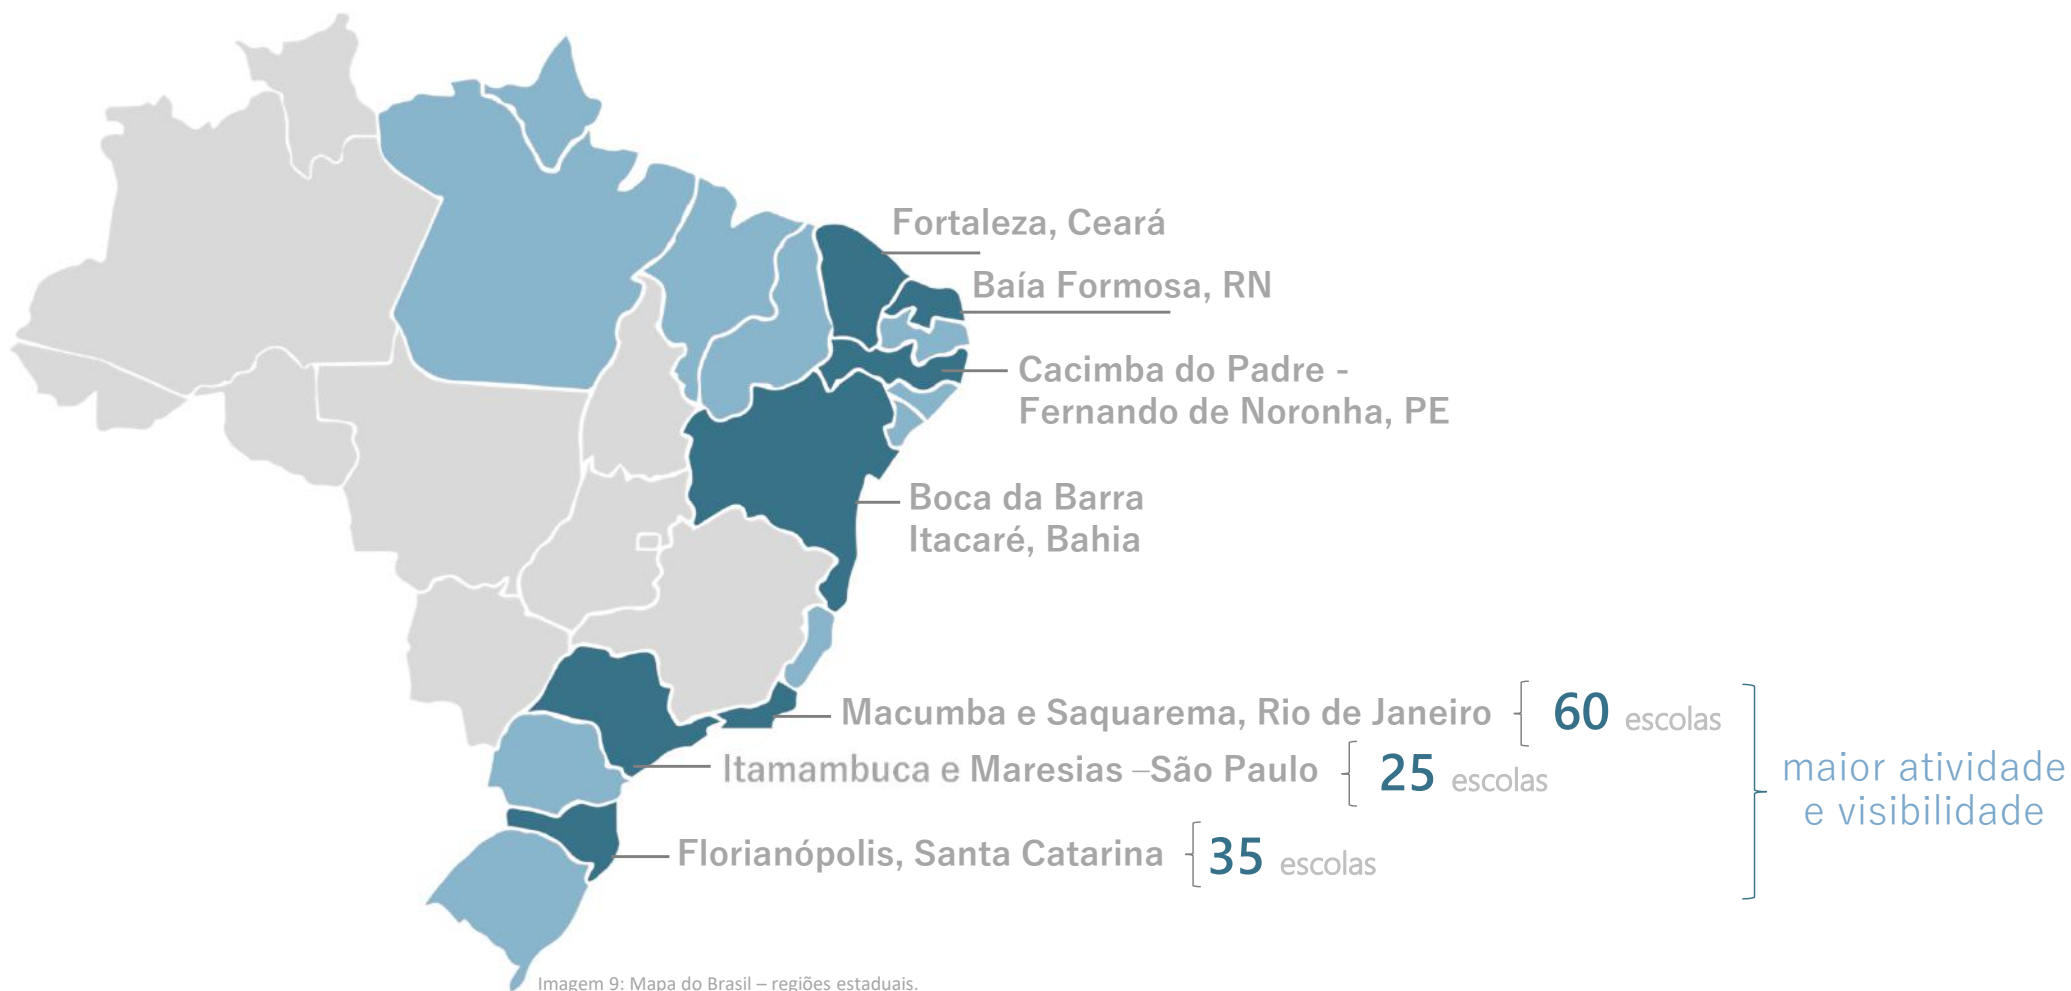 Fortaleza, Ceará
Baía Formosa, RN
Cacimba do Padre -
Fernando de Noronha, PE
Boca da Barra
Itacaré, Bahia
Macumba e Saquarema, Rio de Janeiro 60 escolas
Itamambuca e Maresias –São Paulo 25 escolas
maior atividade
e visibilidade
Florianópolis, Santa Catarina 35 escolas
Imagem 9: Mapa do Brasil – regiões estaduais.